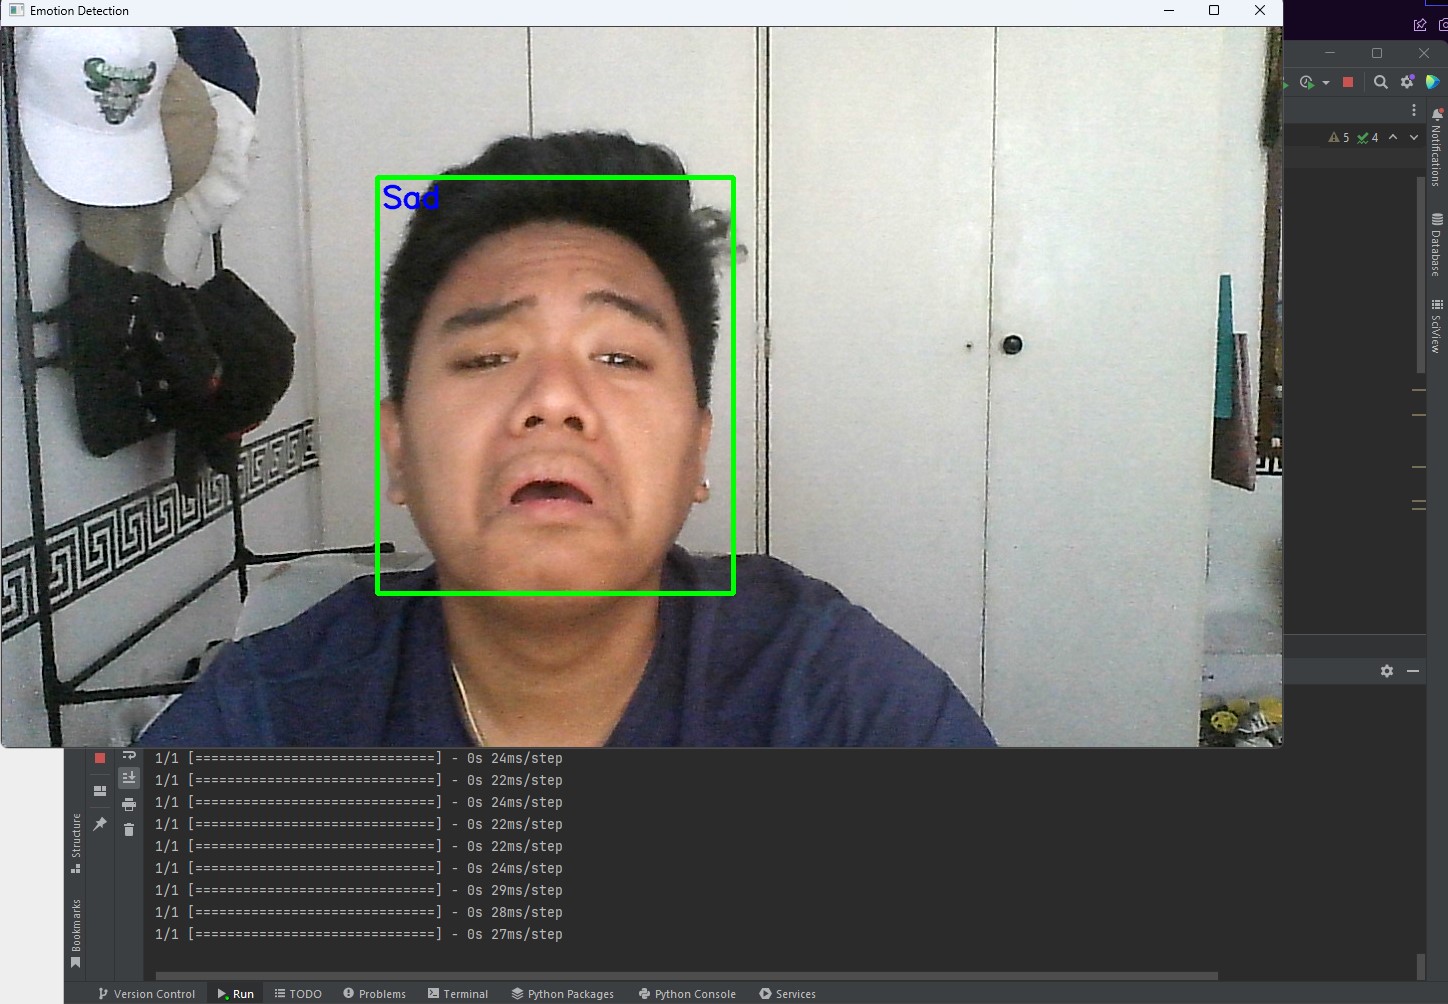 Emotion Detection
Sad
5 4
Notifications
Database
SciView
1/1 [==============================] - 0s 24ms/step
1/1 [==============================] - 0s 22ms/step
1/1 [==============================] - 0s 24ms/step
1/1 [==============================] - 0s 22ms/step
1/1 [==============================] - 0s 22ms/step
1/1 [==============================] - 0s 24ms/step
1/1 [==============================] - 0s 29ms/step
1/1 [==============================] - 0s 28ms/step
1/1 [==============================] - 0s 27ms/step
Structure
Bookmarks
Version Control Run TODO Problems Terminal Python Packages Python Console Services